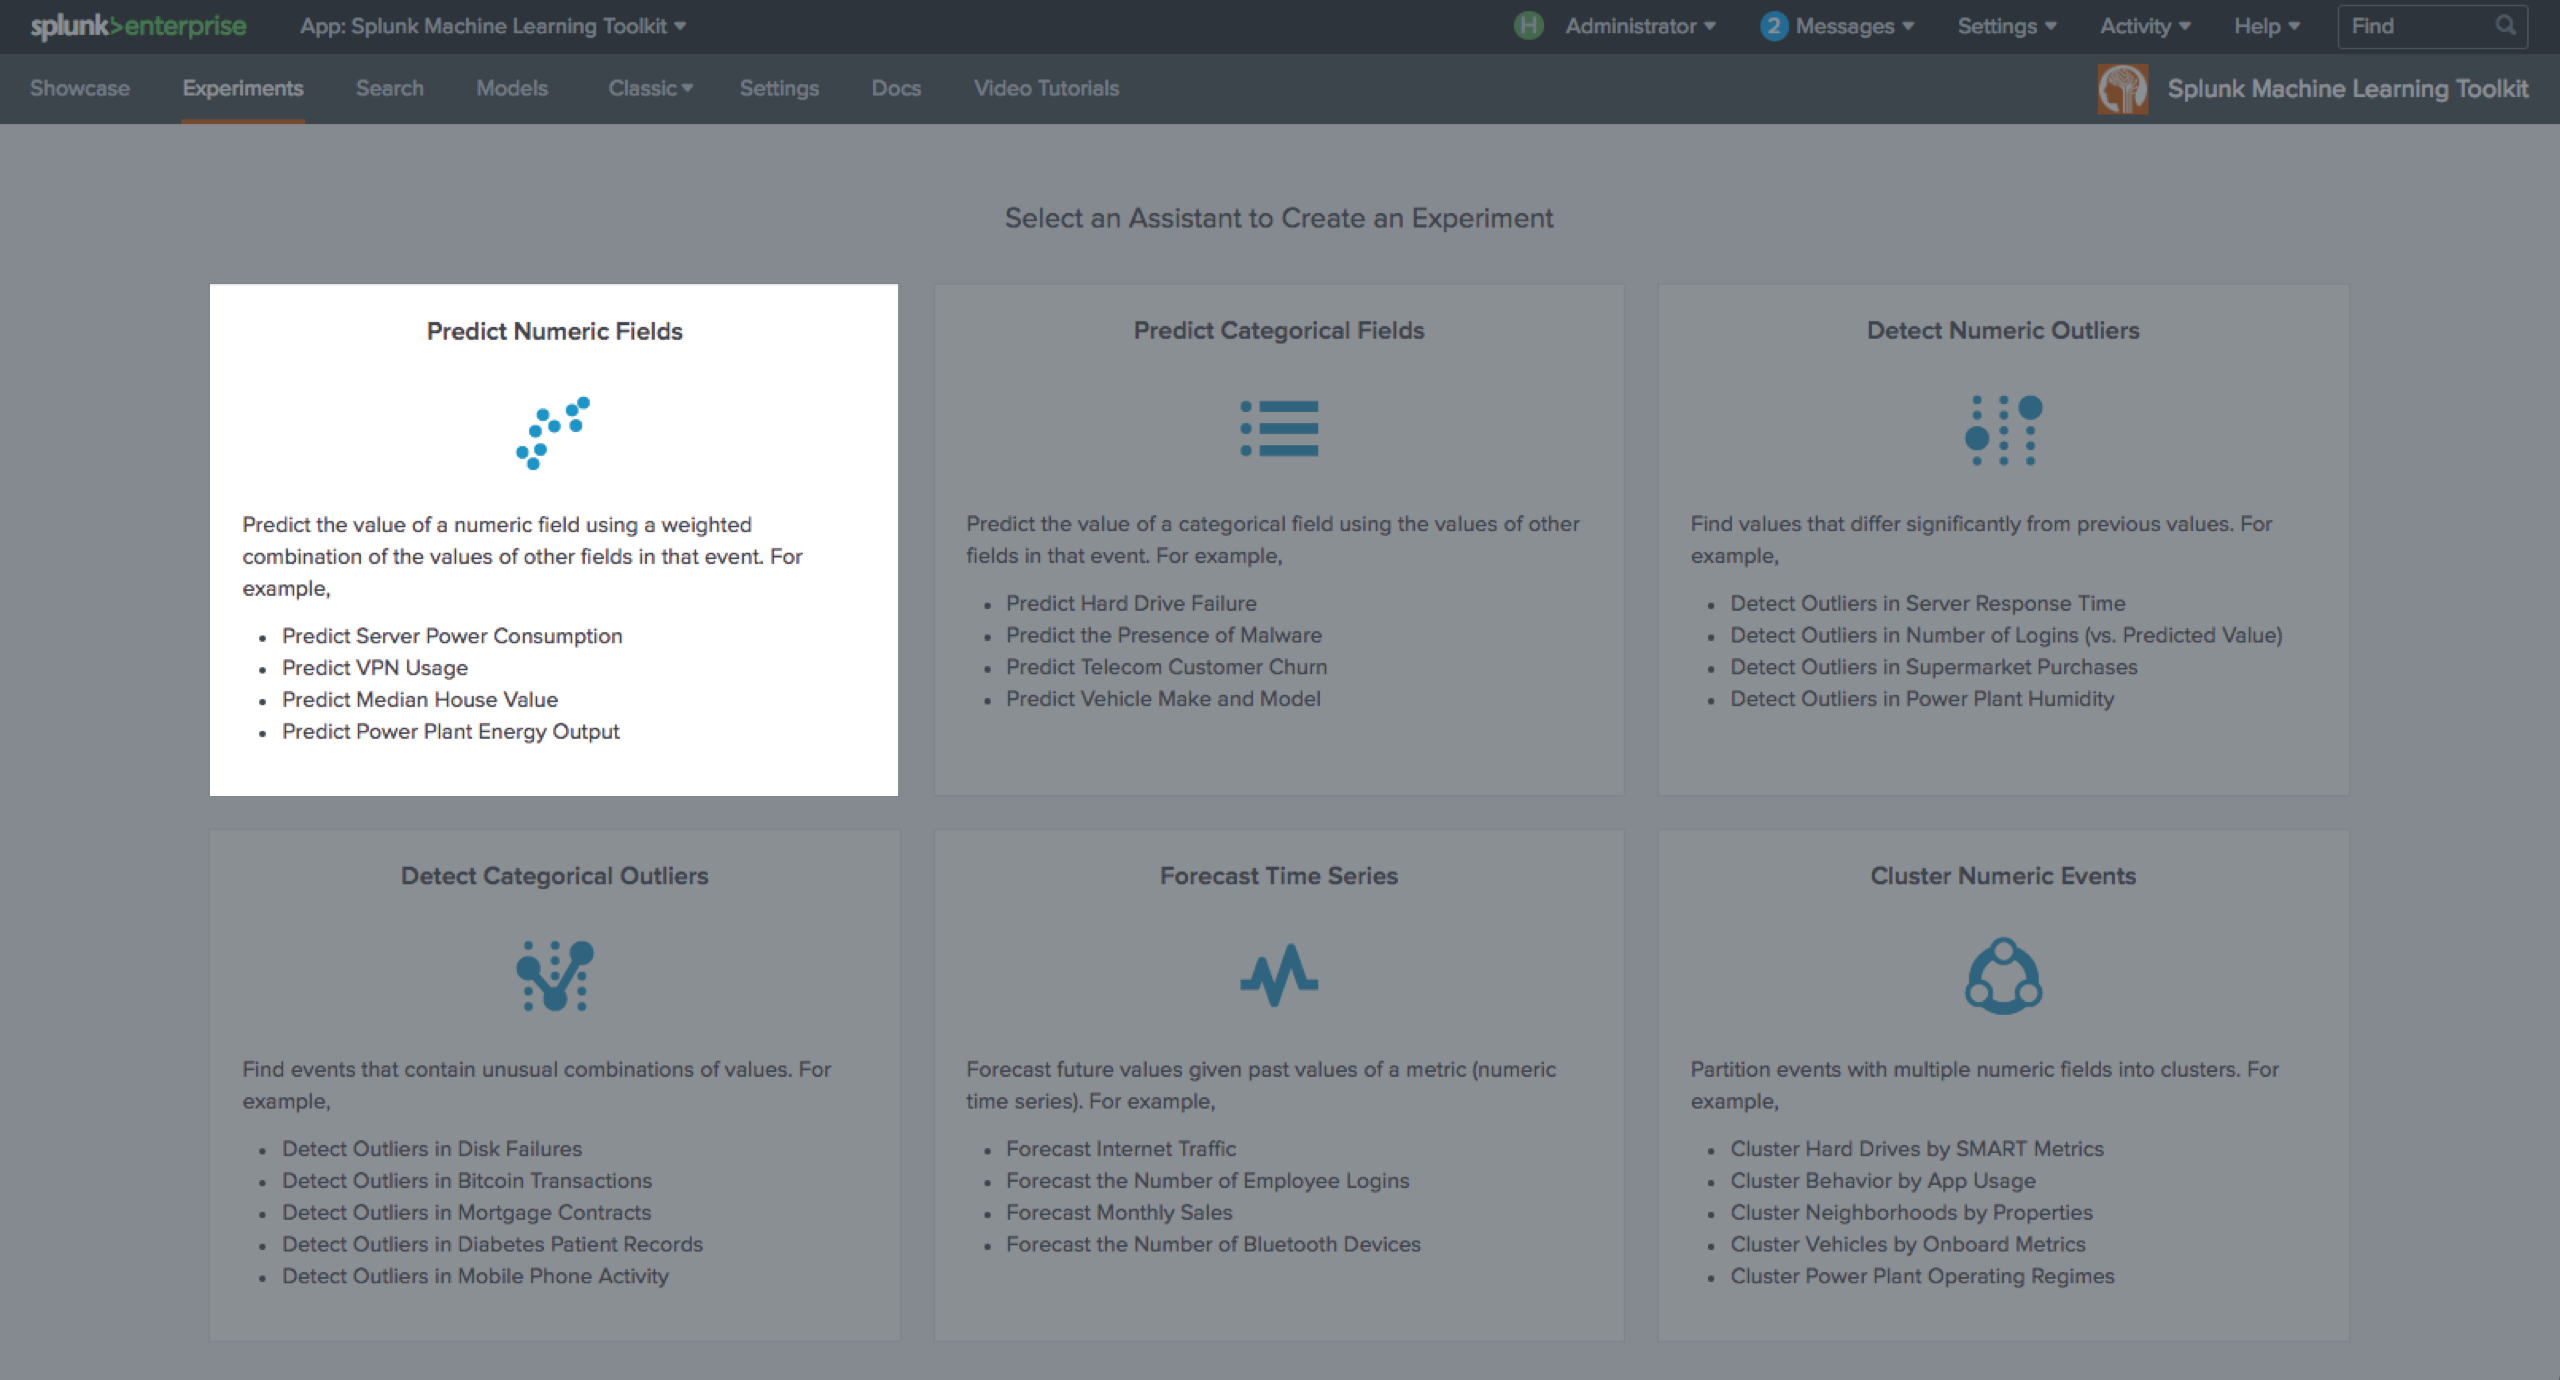 splunk>enterprise App: Splunk Machine Learning Toolkit H Administrator 2 Messages Settings Activity Help Find
Showcase Experiments Search Models Classic Settings Docs Video Tutorials Splunk Machine Learning Toolkit
Select an Assistant to Create an Experiment
Predict Numeric Fields
Predict the value of a numeric field using a weighted
combination of the values of other fields in that event. For
example,
• Predict Server Power Consumption
• Predict VPN Usage
• Predict Median House Value
• Predict Power Plant Energy Output
Predict Categorical Fields
Predict the value of a categorical field using the values of other
fields in that event. For example,
• Predict Hard Drive Failure
• Predict the Presence of Malware
• Predict Telecom Customer Churn
• Predict Vehicle Make and Model
Detect Numeric Outliers
Find values that differ significantly from previous values. For
example,
• Detect Outliers in Server Response Time
• Detect Outliers in Number of Logins (vs. Predicted Value)
• Detect Outliers in Supermarket Purchases
• Detect Outliers in Power Plant Humidity
Detect Categorical Outliers
Find events that contain unusual combinations of values. For
example,
• Detect Outliers in Disk Failures
• Detect Outliers in Bitcoin Transactions
• Detect Outliers in Mortgage Contracts
• Detect Outliers in Diabetes Patient Records
• Detect Outliers in Mobile Phone Activity
Forecast Time Series
Forecast future values given past values of a metric (numeric
time series). For example,
• Forecast Internet Traffic
• Forecast the Number of Employee Logins
• Forecast Monthly Sales
• Forecast the Number of Bluetooth Devices
Cluster Numeric Events
Partition events with multiple numeric fields into clusters. For
example,
• Cluster Hard Drives by SMART Metrics
• Cluster Behavior by App Usage
• Cluster Neighborhoods by Properties
• Cluster Vehicles by Onboard Metrics
• Cluster Power Plant Operating Regimes